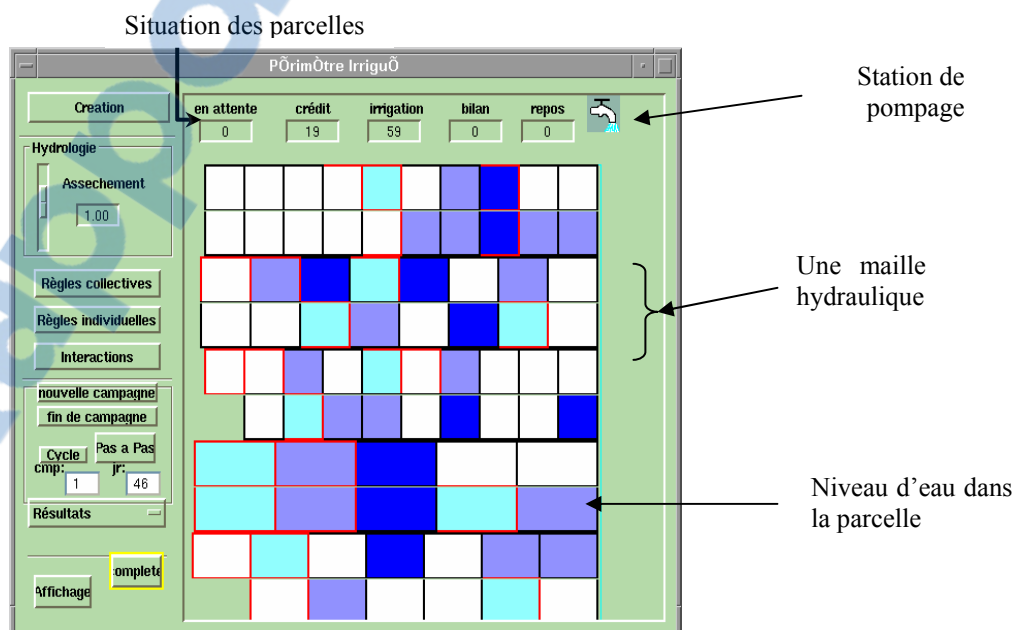 Situation des parcelles
PÕrimÒtre IrriguÕ
Station de
pompage
Creation
en attente crédit irrigation bilan repos
0 19 59 0 0
Hydrologie
Assechement
1.00
Règles collectives
Règles individuelles
Interactions
Une maille
hydraulique
nouvelle campagne
fin de campagne
Cycle Pas a Pas
cmp: jr:
1 46
Résultats
Niveau d'eau dans
la parcelle
omplete
Affichage